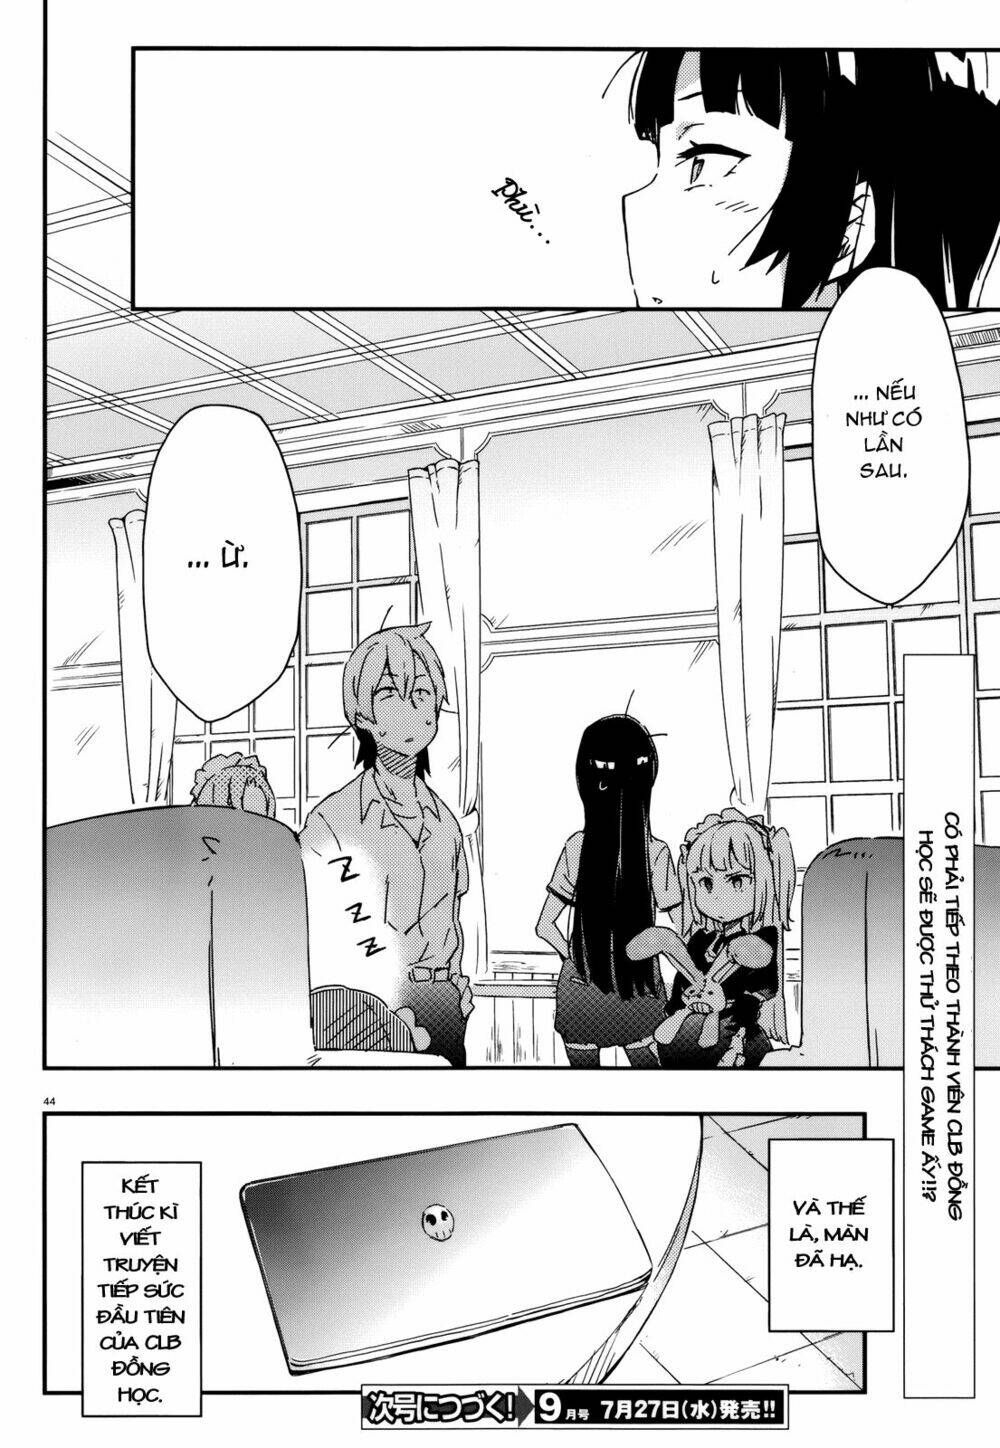 Phù...
... NẾU
NHƯ CÓ
LẦN
SAU.
... Ừ.
Z
Z
Z
CÓ PHẢI TIẾP THEO THÀNH VIÊN CLB ĐỒNG
HỌC SẼ ĐƯỢC THỬ THÁCH GAME ẤY!!?
44
VÀ THẾ
LÀ, MÀN
ĐÃ HẠ.
KẾT
THÚC KÌ
VIẾT
TRUYỆN
TIẾP SỨC
ĐẦU TIÊN
CỦA CLB
ĐỒNG
HỌC.
次号につづく! 9月号 7月27日(水)発売!!